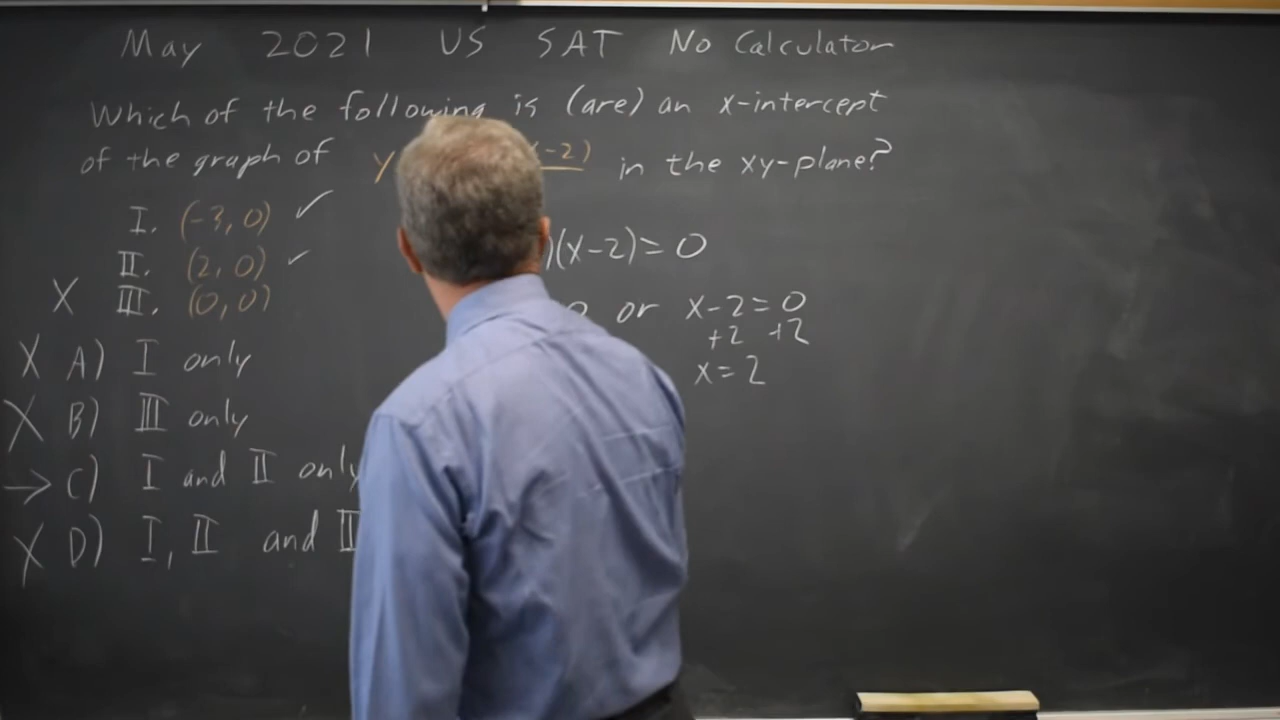 May 2021 US SAT No Calculator
Which of the following is (are) an x-intercept
of the graph of y -2) in the xy-plane?
I. (-3, 0) ✓
II. (2, 0) ✓
X III. (0, 0)
X A) I only
X B) III only
→ C) I and II only
X D) I, II and
)(x-2)=0
or x-2=0
+2 +2
x=2